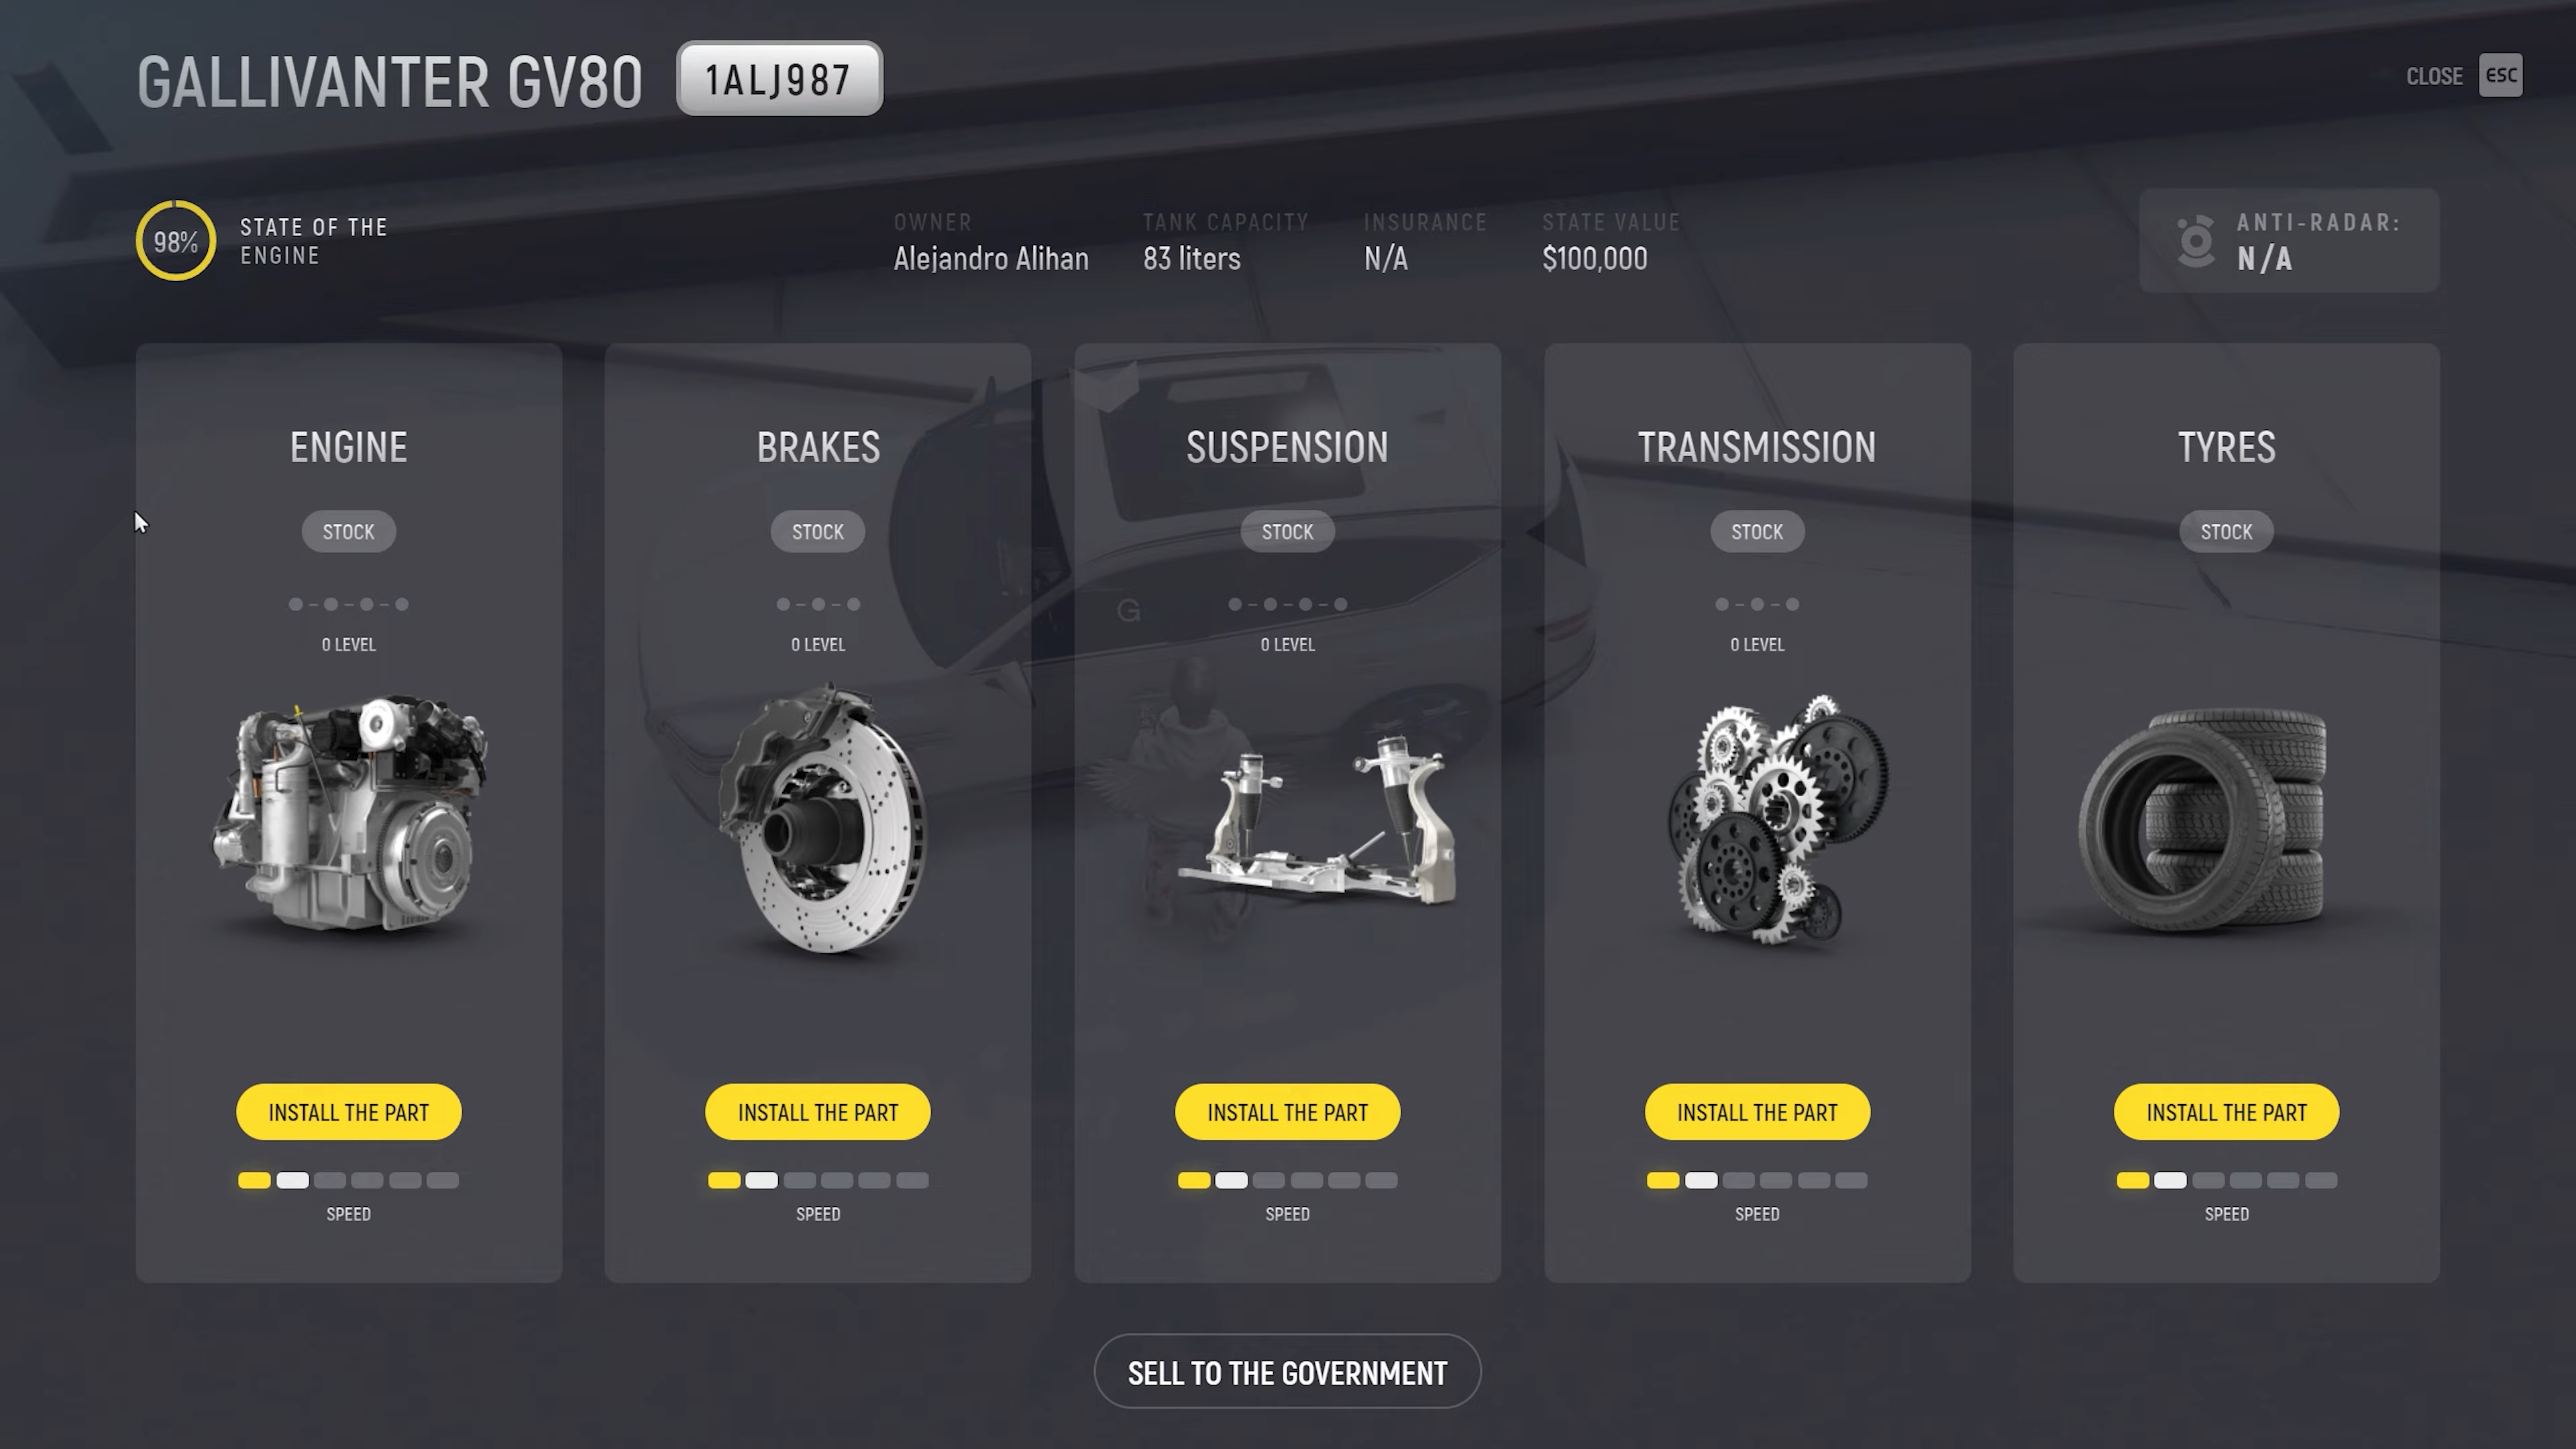 GALLIVANTER GV80
1ALJ987
CLOSE ESC
98%
STATE OF THE
ENGINE
OWNER
Alejandro Alihan
TANK CAPACITY
83 liters
INSURANCE
N/A
STATE VALUE
$100,000
ANTI-RADAR:
N/A
ENGINE
STOCK
0 LEVEL
INSTALL THE PART
SPEED
BRAKES
STOCK
0 LEVEL
INSTALL THE PART
SPEED
SUSPENSION
STOCK
0 LEVEL
INSTALL THE PART
SPEED
TRANSMISSION
STOCK
0 LEVEL
INSTALL THE PART
SPEED
TYRES
STOCK
INSTALL THE PART
SPEED
G
SELL TO THE GOVERNMENT